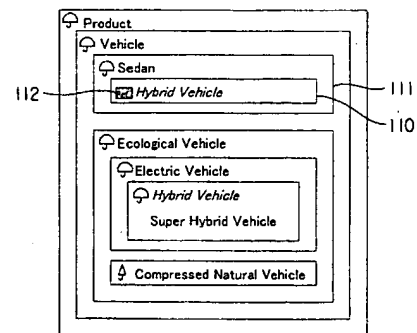 Product
Vehicle
Sedan
112
Hybrid Vehicle
111
110
Ecological Vehicle
Electric Vehicle
Hybrid Vehicle
Super Hybrid Vehicle
Compressed Natural Vehicle